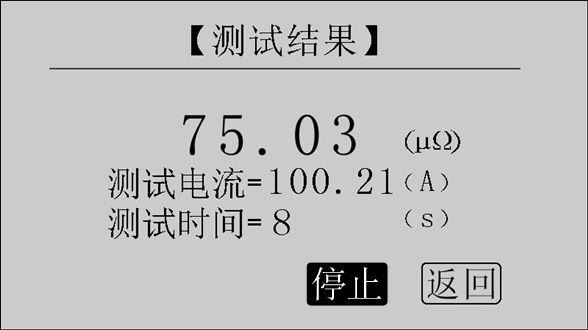 【测试结果】
75.03 (μΩ)
测试电流=100.21（A）
测试时间=8 （s）
停止 返回